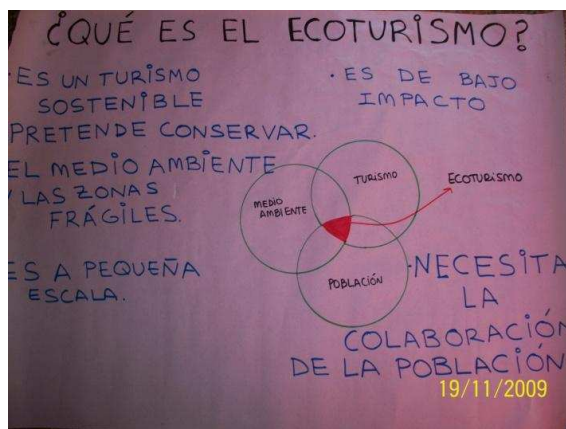 ¿QUÉ ES EL ECOTURISMO?
·ES UN TURISMO
SOSTENIBLE
PRETENDE CONSERVAR.
EL MEDIO AMBIENTE
Y LAS ZONAS
FRÁGILES.
ES A PEQUEÑA
ESCALA.
· ES DE BAJO
IMPACTO
TURISMO
ECOTURISMO
MEDIO
AMBIENTE
POBLACIÓN
·NECESITA
LA
COLABORACIÓN
DE LA POBLACIÓN
19/11/2009